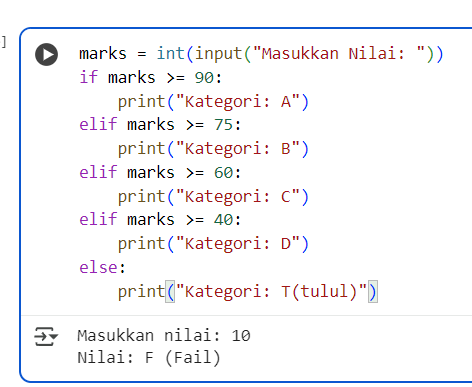 ]
marks = int(input("Masukkan Nilai: "))
if marks >= 90:
    print("Kategori: A")
elif marks >= 75:
    print("Kategori: B")
elif marks >= 60:
    print("Kategori: C")
elif marks >= 40:
    print("Kategori: D")
else:
    print("Kategori: T(tulul)")
Masukkan nilai: 10
Nilai: F (Fail)